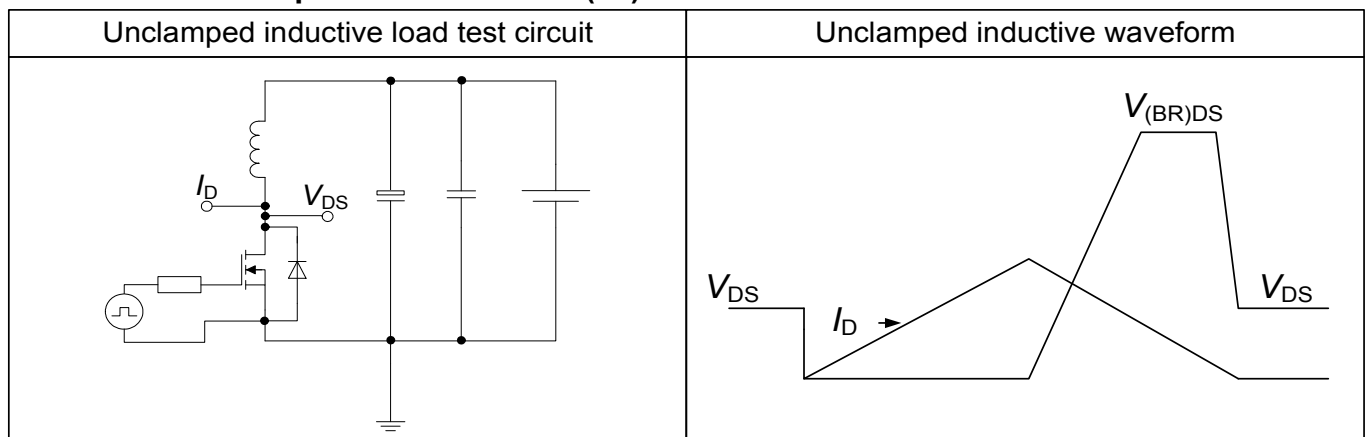 Unclamped inductive load test circuit
Unclamped inductive waveform
V(BR)DS
ID
VDS
VDS
ID
VDS